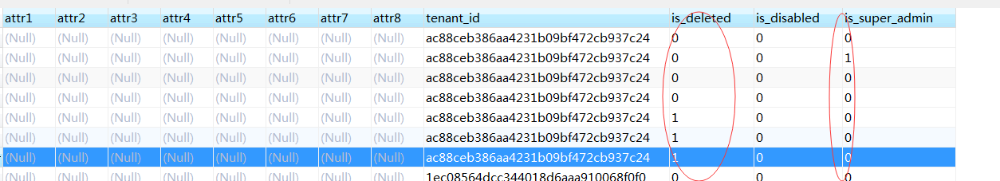 attr1 attr2 attr3 attr4 attr5 attr6 attr7 attr8 tenant_id is_deleted is_disabled is_super_admin
(Null) (Null) (Null) (Null) (Null) (Null) (Null) (Null) ac88ceb386aa4231b09bf472cb937c24 0 0 0
(Null) (Null) (Null) (Null) (Null) (Null) (Null) (Null) ac88ceb386aa4231b09bf472cb937c24 0 0 1
(Null) (Null) (Null) (Null) (Null) (Null) (Null) (Null) ac88ceb386aa4231b09bf472cb937c24 0 0 0
(Null) (Null) (Null) (Null) (Null) (Null) (Null) (Null) ac88ceb386aa4231b09bf472cb937c24 0 0 0
(Null) (Null) (Null) (Null) (Null) (Null) (Null) (Null) ac88ceb386aa4231b09bf472cb937c24 1 0 0
(Null) (Null) (Null) (Null) (Null) (Null) (Null) (Null) ac88ceb386aa4231b09bf472cb937c24 1 0 0
(Null) (Null) (Null) (Null) (Null) (Null) (Null) (Null) ac88ceb386aa4231b09bf472cb937c24 1 0 0
(Null) (Null) (Null) (Null) (Null) (Null) (Null) (Null) 1ec08564dcc344018d6aaa910068f0f0 0 0 0